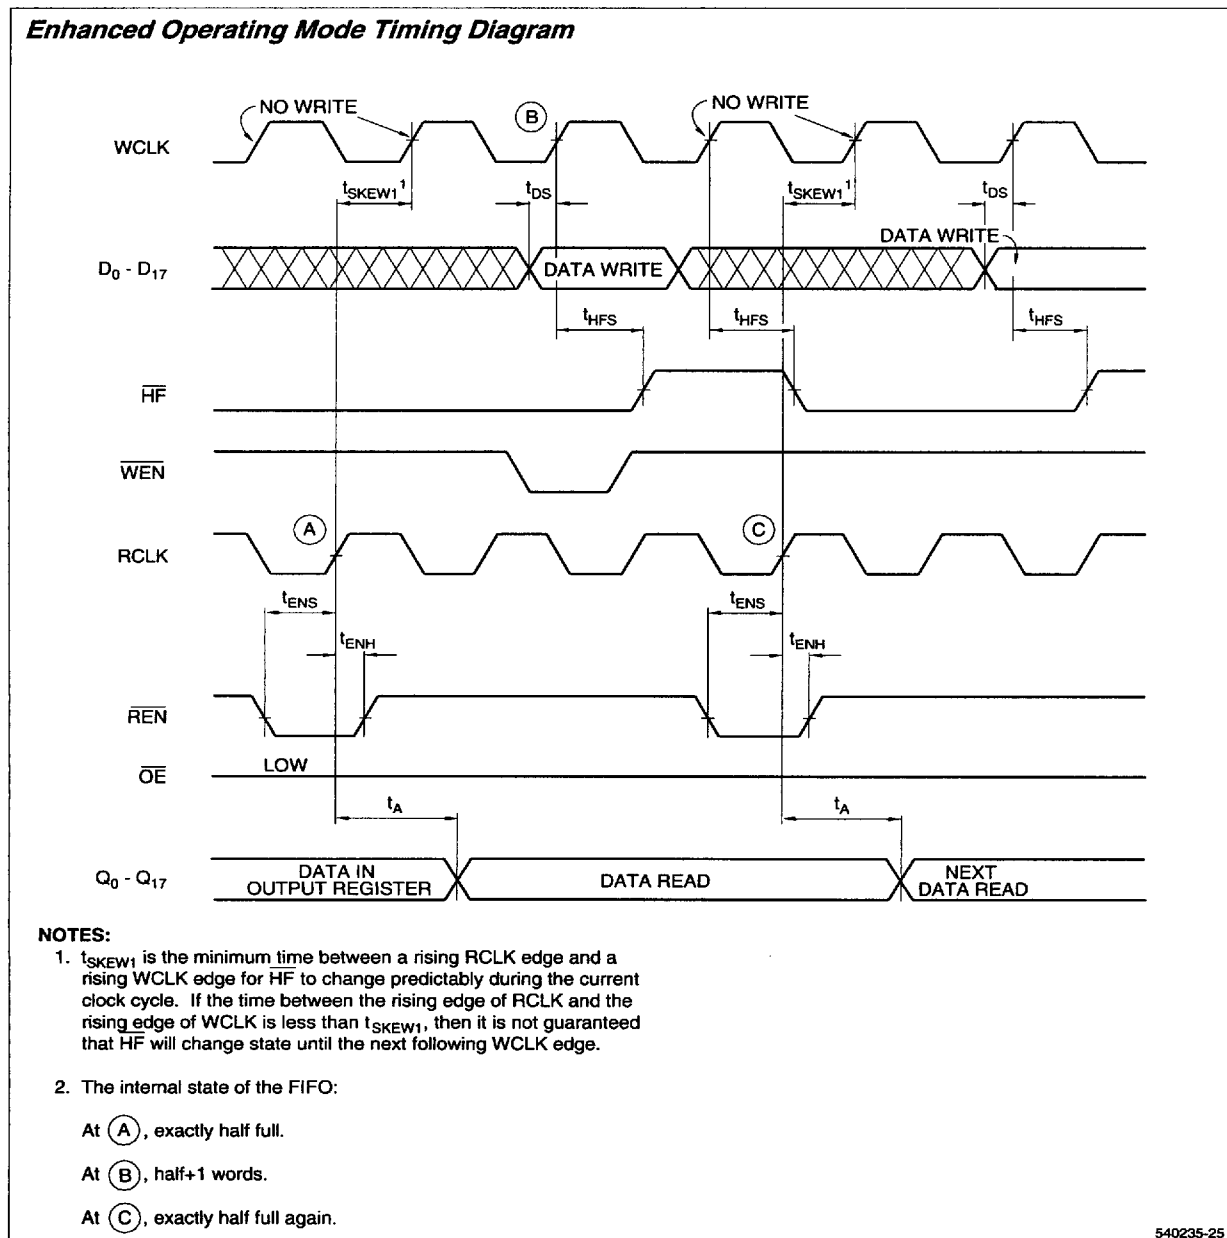 Enhanced Operating Mode Timing Diagram
NO WRITE
B
NO WRITE
WCLK
tSKEW1¹
tDS
tSKEW1¹
tDS
DATA WRITE
D0 - D17
DATA WRITE
tHFS
tHFS
tHFS
HF
WEN
A
C
RCLK
tENS
tENS
tENH
tENH
REN
LOW
OE
tA
tA
Q0 - Q17
DATA IN
OUTPUT REGISTER
DATA READ
NEXT
DATA READ
NOTES:
1. tSKEW1 is the minimum time between a rising RCLK edge and a
rising WCLK edge for HF to change predictably during the current
clock cycle. If the time between the rising edge of RCLK and the
rising edge of WCLK is less than tSKEW1, then it is not guaranteed
that HF will change state until the next following WCLK edge.
2. The internal state of the FIFO:
At A, exactly half full.
At B, half+1 words.
At C, exactly half full again.
540235-25